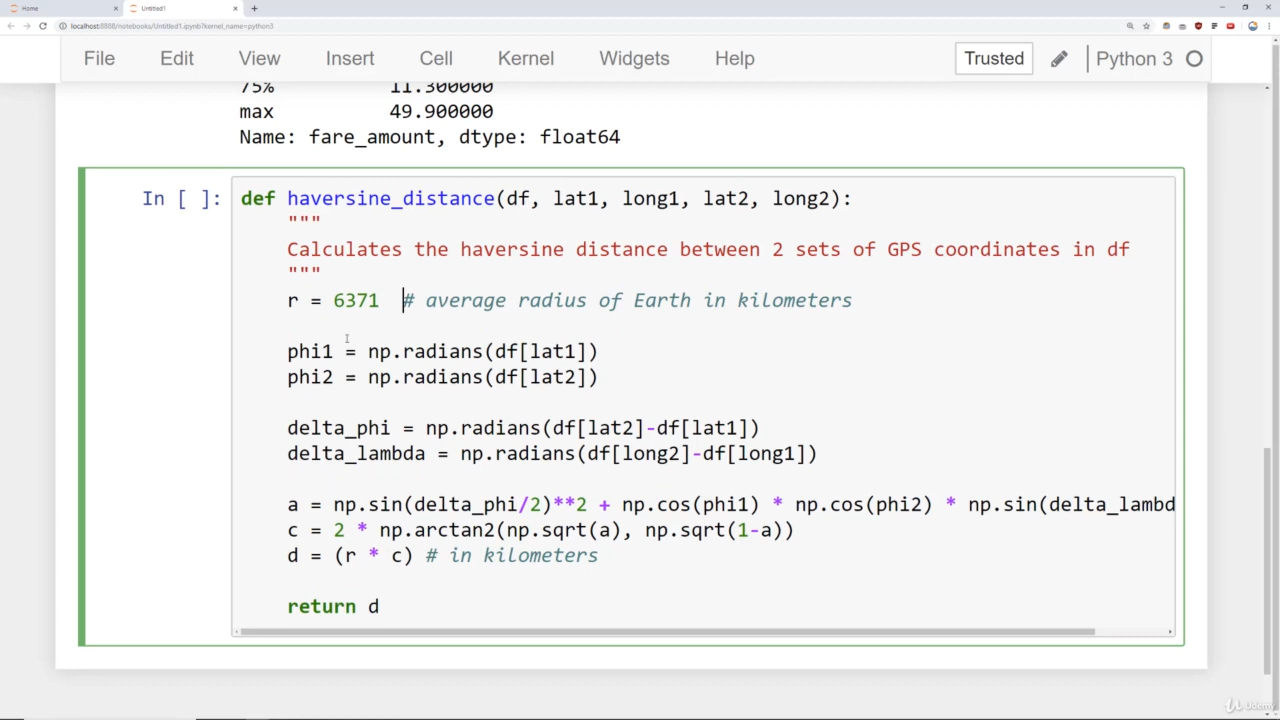 Home
Untitled1
localhost:8888/notebooks/Untitled1.ipynb?kernel_name=python3
File Edit View Insert Cell Kernel Widgets Help Trusted Python 3
75% 11.300000
max 49.900000
Name: fare_amount, dtype: float64
In [ ]: def haversine_distance(df, lat1, long1, lat2, long2):
"""
Calculates the haversine distance between 2 sets of GPS coordinates in df
"""
r = 6371 # average radius of Earth in kilometers
phi1 = np.radians(df[lat1])
phi2 = np.radians(df[lat2])
delta_phi = np.radians(df[lat2]-df[lat1])
delta_lambda = np.radians(df[long2]-df[long1])
a = np.sin(delta_phi/2)**2 + np.cos(phi1) * np.cos(phi2) * np.sin(delta_lambd
c = 2 * np.arctan2(np.sqrt(a), np.sqrt(1-a))
d = (r * c) # in kilometers
return d
Udemy